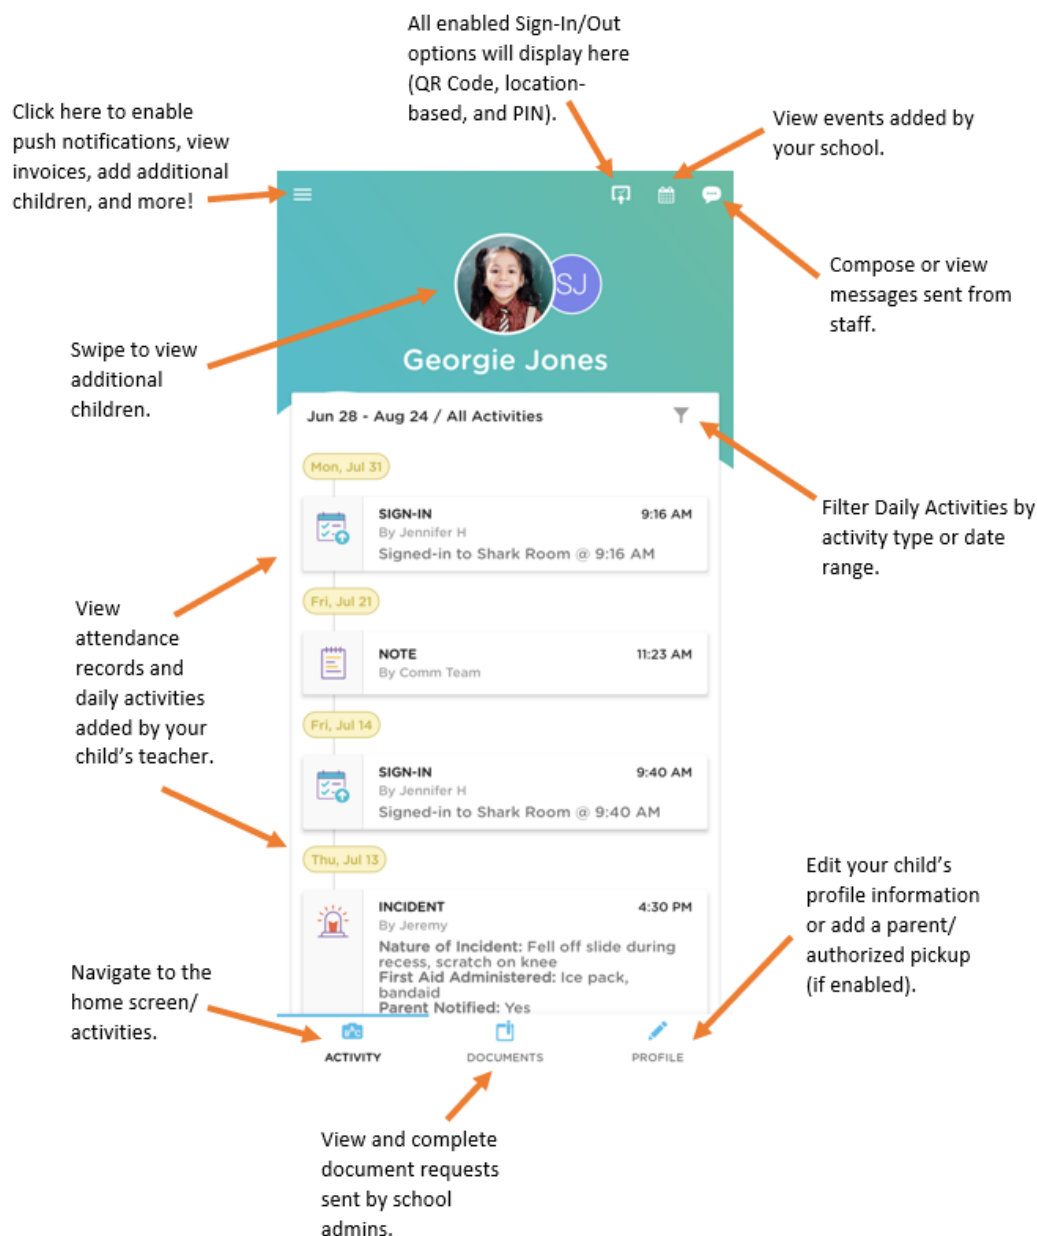 All enabled Sign-In/Out
options will display here
(QR Code, location-
based, and PIN).
Click here to enable
push notifications, view
invoices, add additional
children, and more!
View events added by
your school.
Compose or view
messages sent from
staff.
SJ
Swipe to view
additional
children.
Georgie Jones
Jun 28 - Aug 24 / All Activities
Filter Daily Activities by
activity type or date
range.
Mon, Jul 31
SIGN-IN 9:16 AM
By Jennifer H
Signed-in to Shark Room @ 9:16 AM
View
attendance
records and
daily activities
added by your
child's teacher.
Fri, Jul 21
NOTE 11:23 AM
By Comm Team
Fri, Jul 14
SIGN-IN 9:40 AM
By Jennifer H
Signed-in to Shark Room @ 9:40 AM
Thu, Jul 13
INCIDENT 4:30 PM
By Jeremy
Nature of Incident: Fell off slide during
recess, scratch on knee
First Aid Administered: Ice pack,
bandaid
Parent Notified: Yes
Edit your child's
profile information
or add a parent/
authorized pickup
(if enabled).
Navigate to the
home screen/
activities.
ACTIVITY DOCUMENTS PROFILE
View and complete
document requests
sent by school
admins.